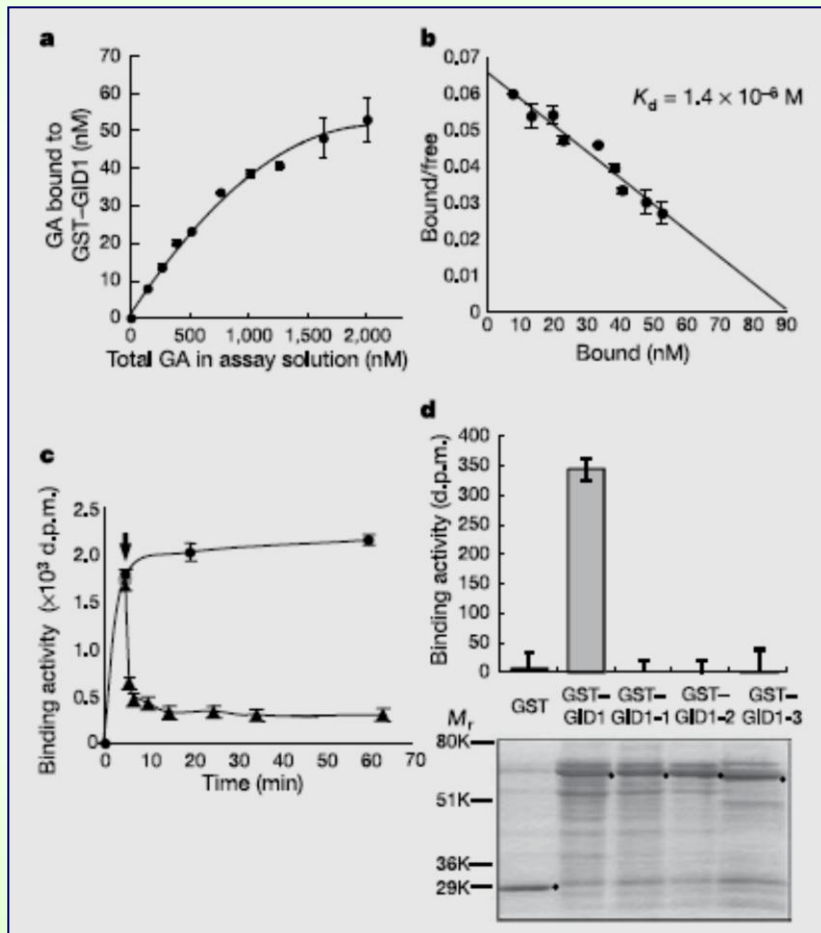 a
70
60
50
40
30
20
10
0
GA bound to
GST–GID1 (nM)
0 500 1,000 1,500 2,000
Total GA in assay solution (nM)
b
0.07
0.06
0.05
0.04
0.03
0.02
0.01
0
Bound/free
Kd = 1.4 × 10⁻⁶ M
0 10 20 30 40 50 60 70 80 90
Bound (nM)
c
2.5
2.0
1.5
1.0
0.5
0
Binding activity (×10³ d.p.m.)
0 10 20 30 40 50 60 70
Time (min)
d
400
350
300
250
200
150
100
50
0
Binding activity (d.p.m.)
GST
GST–
GID1
GST–
GID1-1
GST–
GID1-2
GST–
GID1-3
Mr
80K
51K
36K
29K